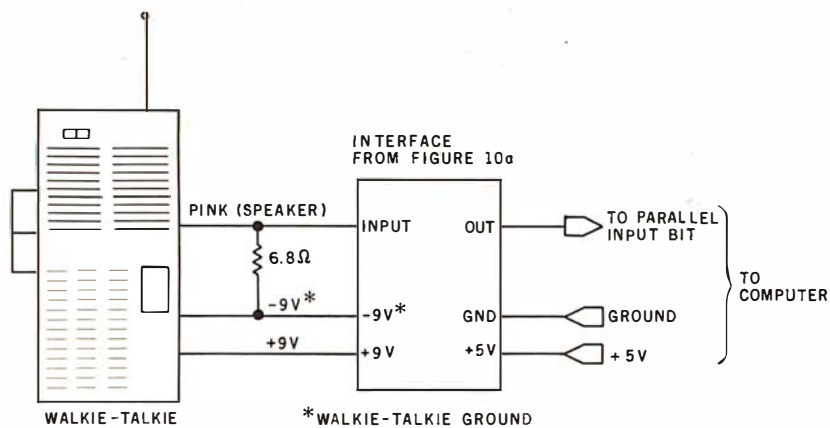 INTERFACE
FROM FIGURE 10a
PINK (SPEAKER)
INPUT
OUT
TO PARALLEL
INPUT BIT
6.8Ω
TO
COMPUTER
-9V*
-9V*
GND
GROUND
+9V
+9V
+5V
+5V
WALKIE-TALKIE
*WALKIE-TALKIE GROUND